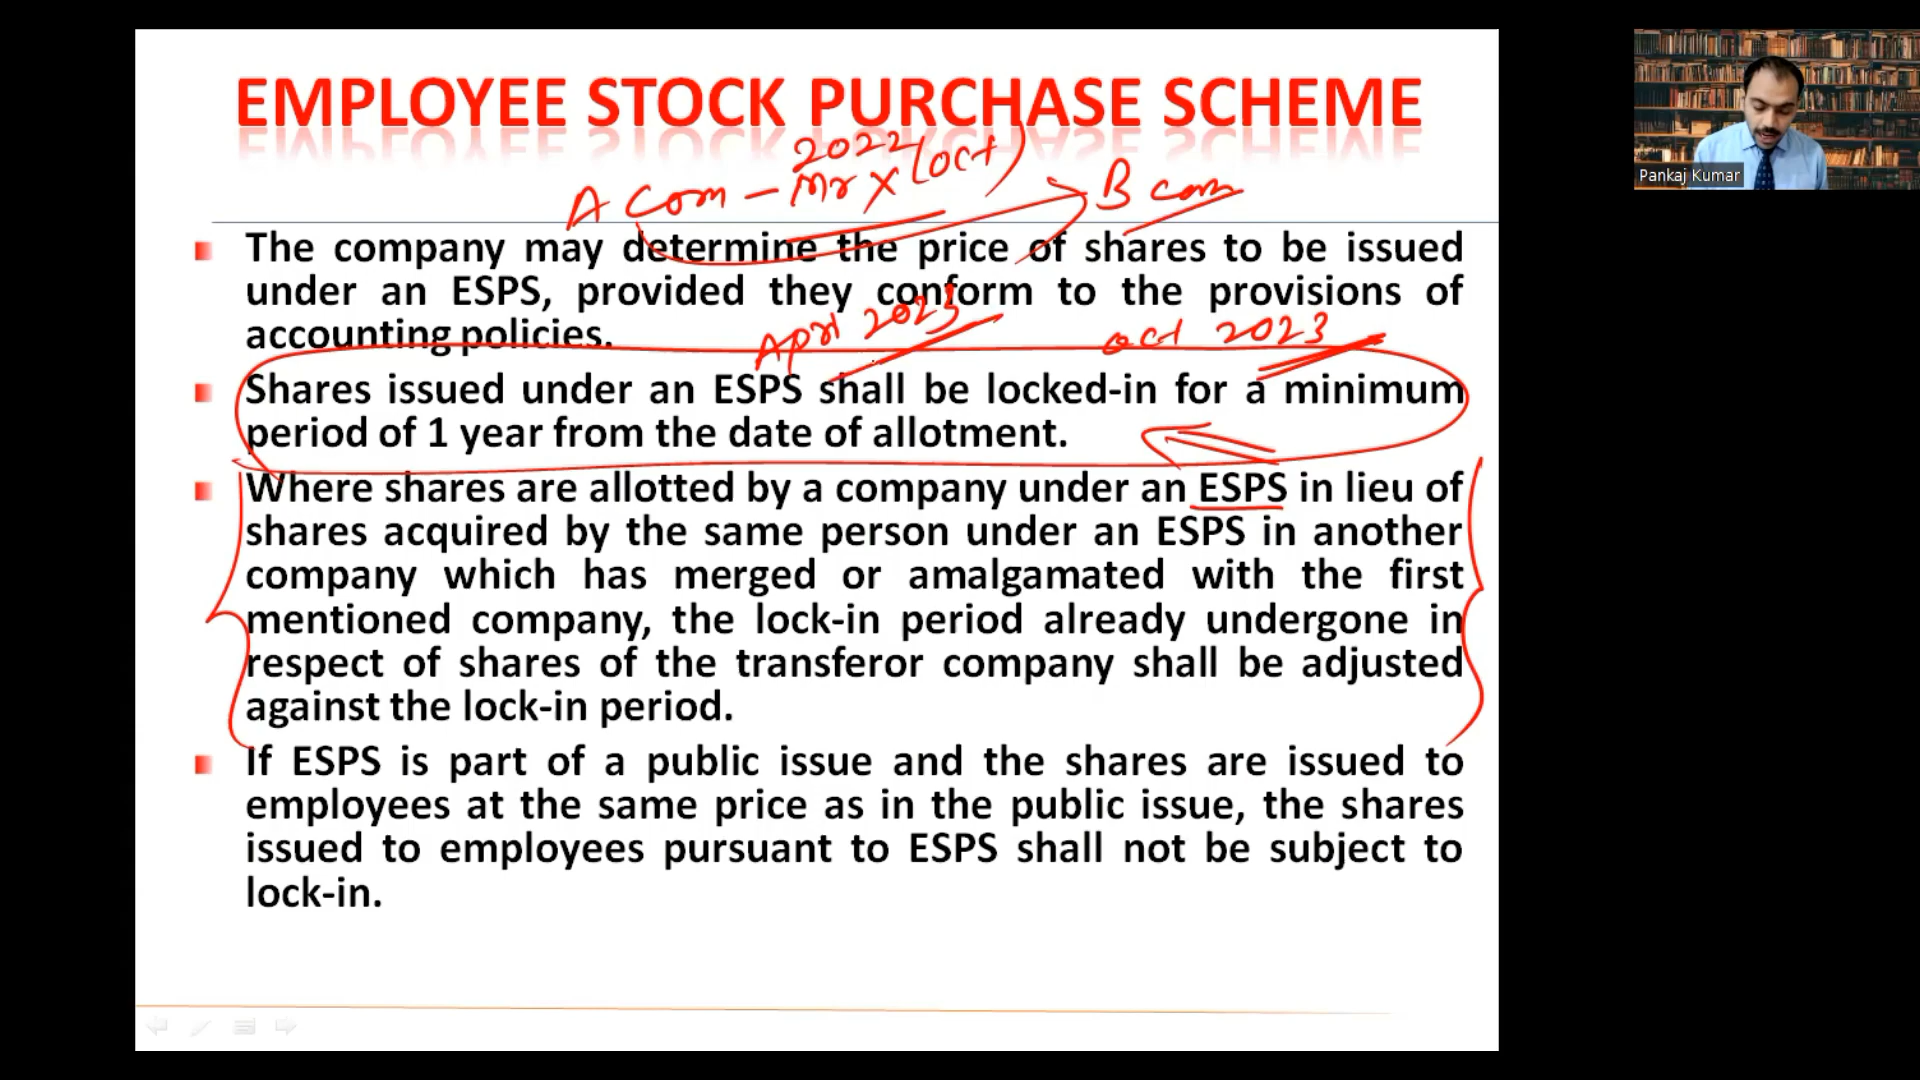 EMPLOYEE STOCK PURCHASE SCHEME
2022
A Com - Mr X (Oct)
B com
The company may determine the price of shares to be issued
under an ESPS, provided they conform to the provisions of
accounting policies.
April 2023
oct 2023
Shares issued under an ESPS shall be locked-in for a minimum
period of 1 year from the date of allotment.
Where shares are allotted by a company under an ESPS in lieu of
shares acquired by the same person under an ESPS in another
company which has merged or amalgamated with the first
mentioned company, the lock-in period already undergone in
respect of shares of the transferor company shall be adjusted
against the lock-in period.
If ESPS is part of a public issue and the shares are issued to
employees at the same price as in the public issue, the shares
issued to employees pursuant to ESPS shall not be subject to
lock-in.
Pankaj Kumar